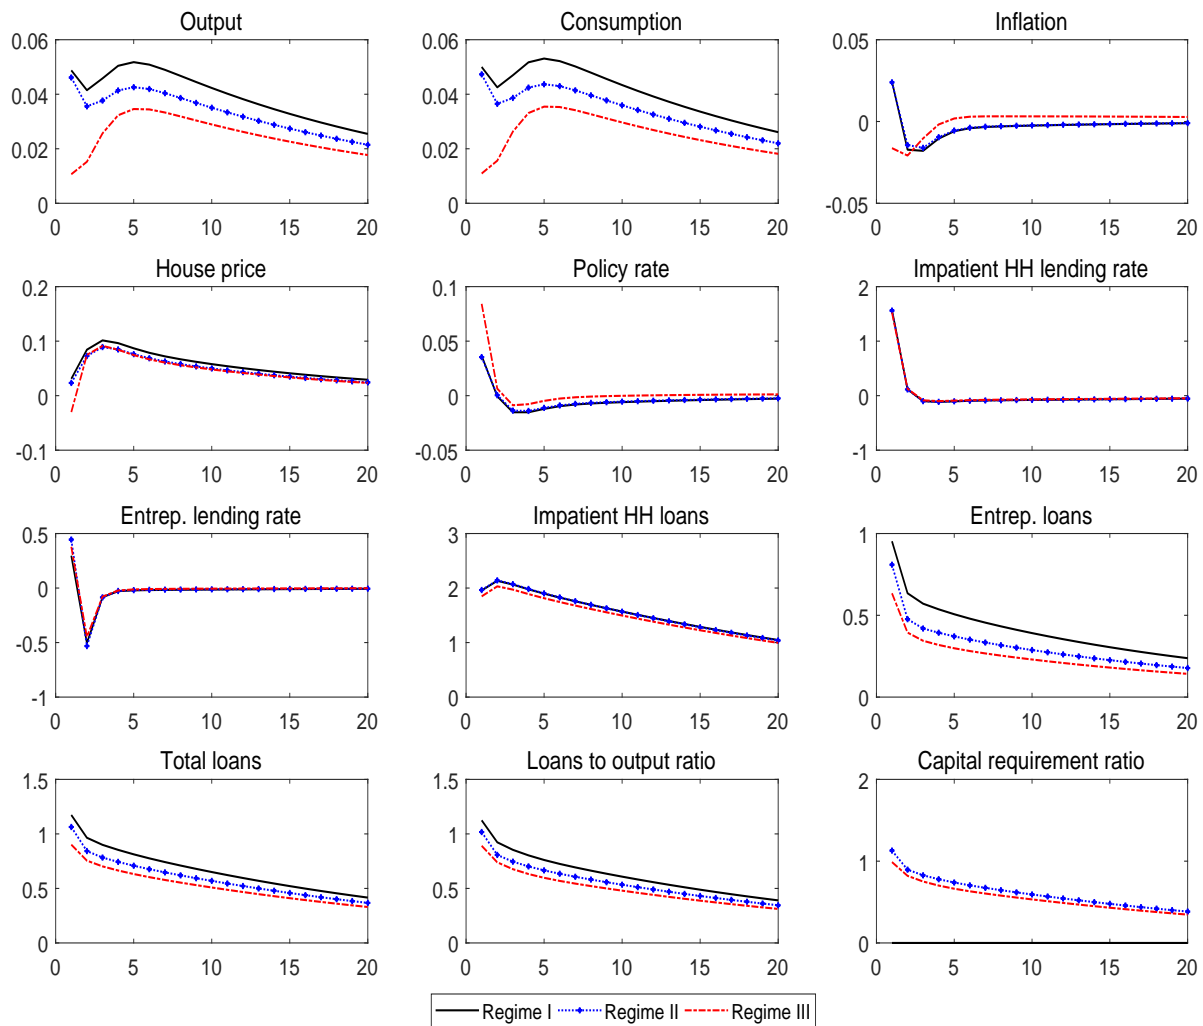 Output Consumption Inflation
0.06 0.06 0.05
0.04 0.04
0 0.02 0.02 0
0 0 -0.05
0 5 10 15 20 0 5 10 15 20 0 5 10 15 20
House price Policy rate Impatient HH lending rate
0.2 0.1 2
0.1 0.05 1
0 0 0
-0.1 -0.05 -1
0 5 10 15 20 0 5 10 15 20 0 5 10 15 20
Entrep. lending rate Impatient HH loans Entrep. loans
0.5 3 1
0 2 0.5
-0.5 1
-1 0 0
0 5 10 15 20 0 5 10 15 20 0 5 10 15 20
Total loans Loans to output ratio Capital requirement ratio
1.5 1.5 2
1 1 1
0.5 0.5
0 0 0
0 5 10 15 20 0 5 10 15 20 0 5 10 15 20
Regime I Regime II Regime III